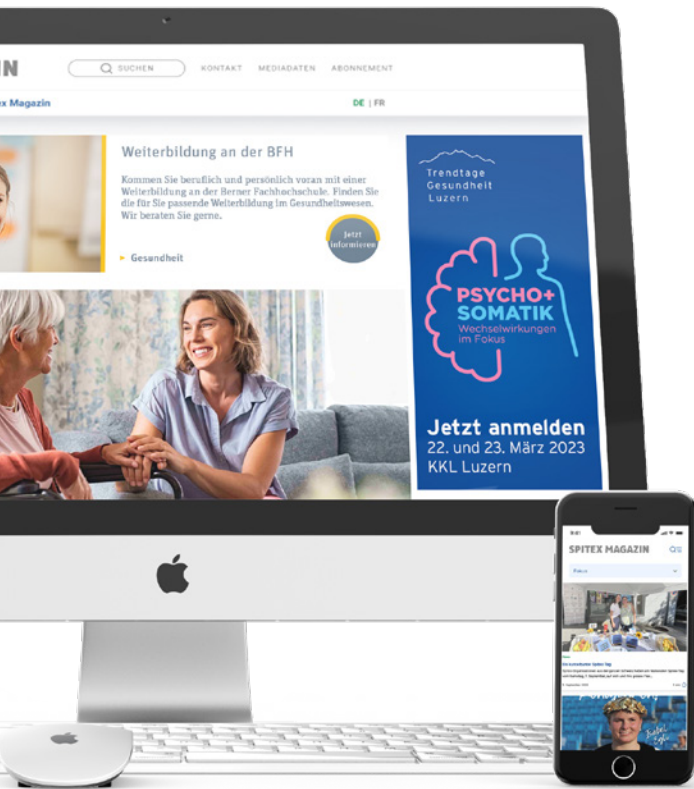 IN
SUCHEN
KONTAKT
MEDIADATEN
ABONNEMENT
ex Magazin
DE | FR
Weiterbildung an der BFH
Kommen Sie beruflich und persönlich voran mit einer
Weiterbildung an der Berner Fachhochschule. Finden Sie
die für Sie passende Weiterbildung im Gesundheitswesen.
Wir beraten Sie gerne.
Jetzt
informieren
Gesundheit
Trendtage
Gesundheit
Luzern
PSYCHO+
SOMATIK
Wechselwirkungen
im Fokus
Jetzt anmelden
22. und 23. März 2023
KKL Luzern
9:41
SPITEX MAGAZIN
Fokus